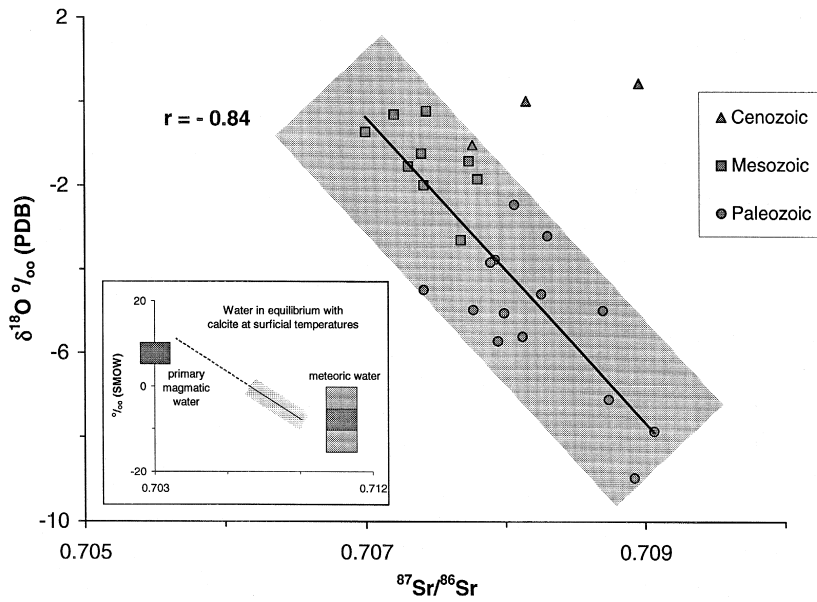 2
r = - 0.84
Cenozoic
Mesozoic
Paleozoic
-2
δ¹⁸O ‰ (PDB)
-6
-10
0.705
0.707
0.709
⁸⁷Sr/⁸⁶Sr
20
Water in equilibrium with
calcite at surficial temperatures
‰ (SMOW)
primary
magmatic
water
meteoric water
0
-20
0.703
0.712